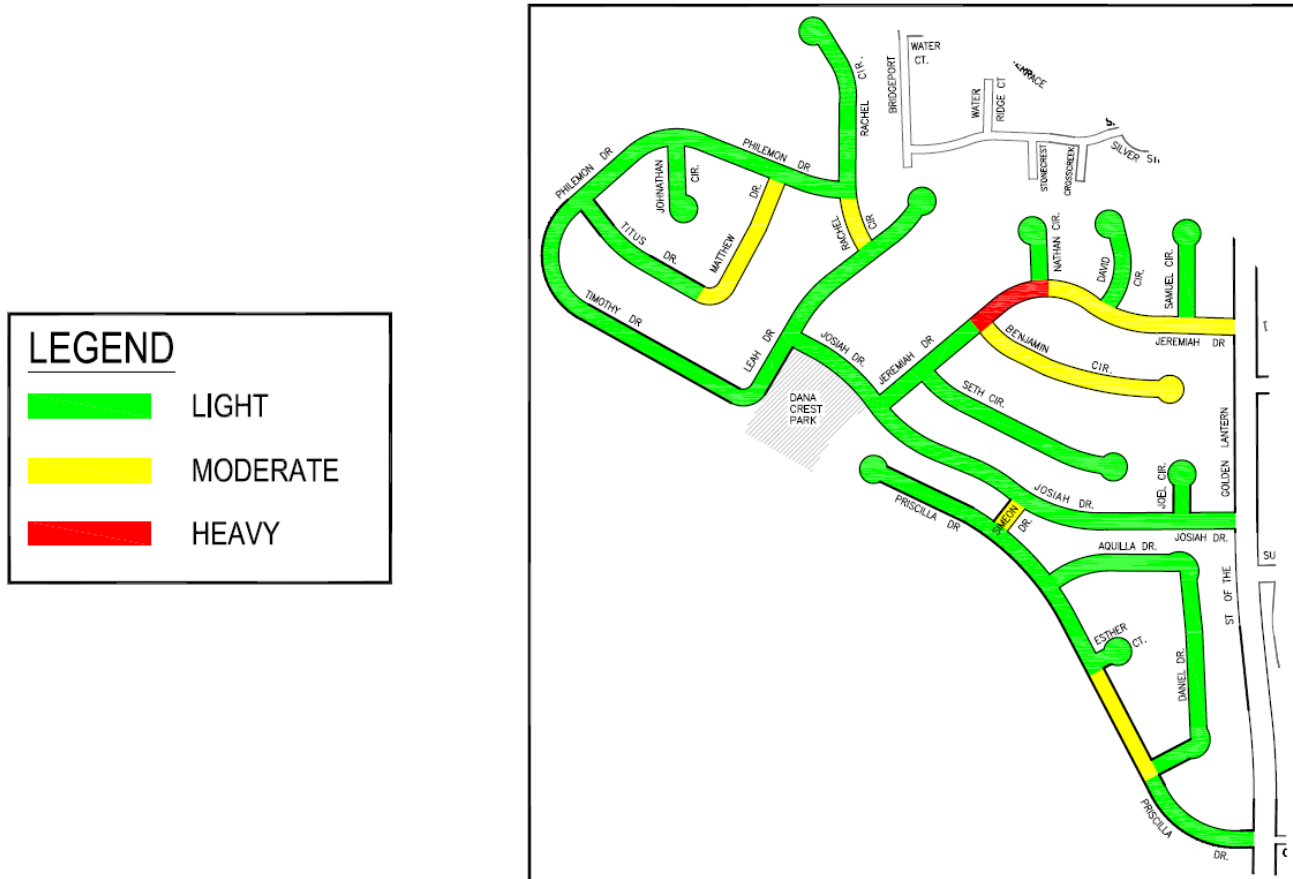 LEGEND
LIGHT
MODERATE
HEAVY
WATER
CT.
BRIDGEPORT
WATER
RIDGE CT
STONECREST
CROSSCREEK
SILVER
RACHEL
CIR.
PHILEMON DR
PHILEMON DR
JOHNATHAN
CIR.
TITUS
DR.
MATTHEW
DR.
RACHEL
CIR
TIMOTHY DR
LEAH DR
JOSIAH DR.
DANA
CREST
PARK
JEREMIAH DR
NATHAN CIR.
DAVID
CIR.
SAMUEL CIR.
JEREMIAH DR
BENJAMIN
CIR.
SETH CIR.
GOLDEN LANTERN
ST OF THE
JOEL CIR.
JOSIAH DR.
JOSIAH DR.
PRISCILLA DR
SIMEON
DR.
AQUILLA DR.
SU
ESTHER
CT.
DANIEL DR.
PRISCILLA
DR.